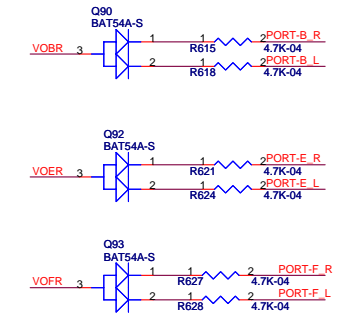 Q90
BAT54A-S
VOBR 3 1 1 R615 2 PORT-B_R 4.7K-04
2 1 R618 2 PORT-B_L 4.7K-04
Q92
BAT54A-S
VOER 3 1 1 R621 2 PORT-E_R 4.7K-04
2 1 R624 2 PORT-E_L 4.7K-04
Q93
BAT54A-S
VOFR 3 1 1 R627 2 PORT-F_R 4.7K-04
2 1 R628 2 PORT-F_L 4.7K-04